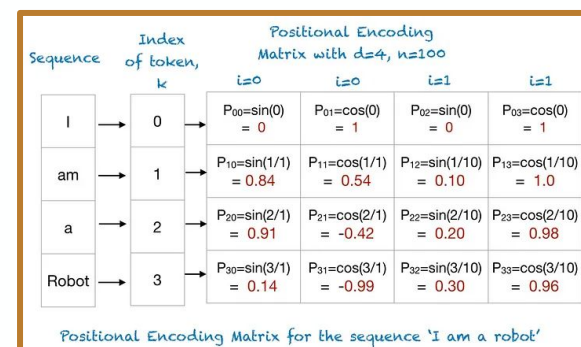 Positional Encoding
Matrix with d=4, n=100
Index
of token,
k
Sequence
i=0 i=0 i=1 i=1
I 0 P00=sin(0) P01=cos(0) P02=sin(0) P03=cos(0)
= 0 = 1 = 0 = 1
am 1 P10=sin(1/1) P11=cos(1/1) P12=sin(1/10) P13=cos(1/10)
= 0.84 = 0.54 = 0.10 = 1.0
a 2 P20=sin(2/1) P21=cos(2/1) P22=sin(2/10) P23=cos(2/10)
= 0.91 = -0.42 = 0.20 = 0.98
Robot 3 P30=sin(3/1) P31=cos(3/1) P32=sin(3/10) P33=cos(3/10)
= 0.14 = -0.99 = 0.30 = 0.96
Positional Encoding Matrix for the sequence 'I am a robot'